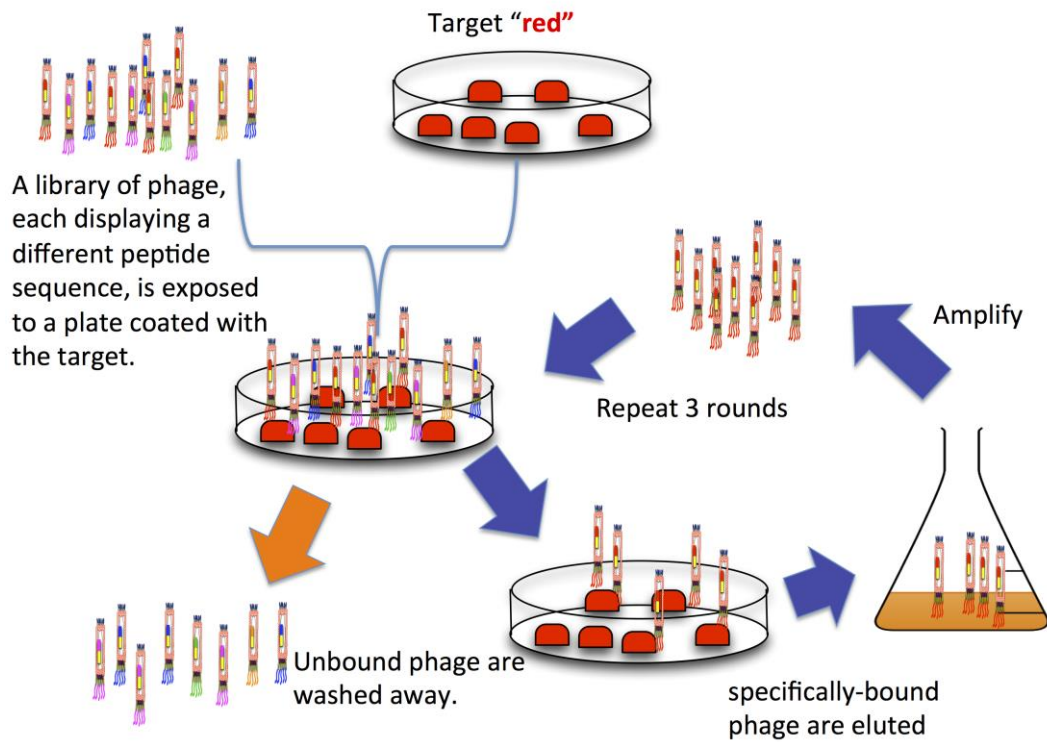 Target “red”
A library of phage,
each displaying a
different peptide
sequence, is exposed
to a plate coated with
the target.
Amplify
Repeat 3 rounds
Unbound phage are
washed away.
specifically-bound
phage are eluted